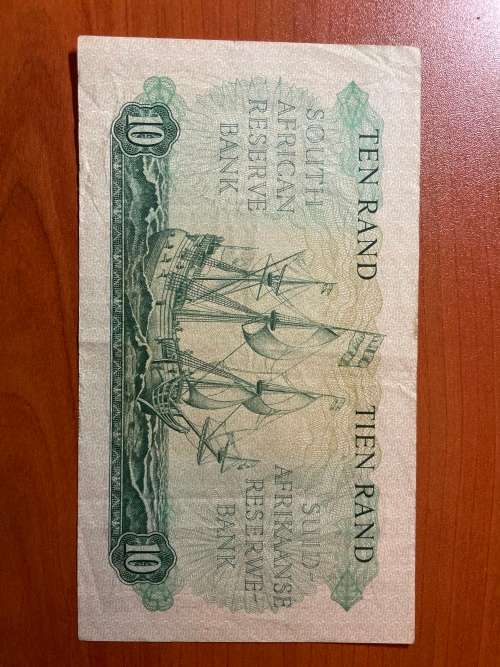 TEN RAND
TIEN RAND
SOUTH
AFRICAN
RESERVE
BANK
SUID-
AFRIKAANSE
RESERWE-
BANK
10
10